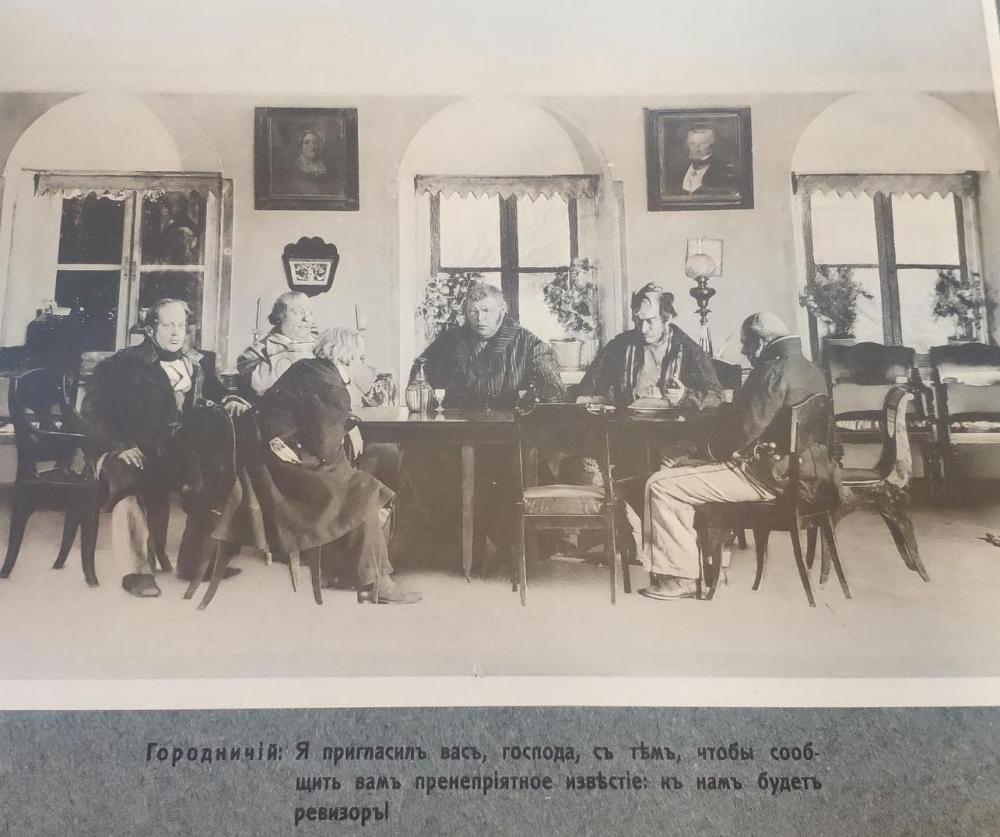 Городничій: Я пригласилъ васъ, господа, съ тѣмъ, чтобы сооб-
щить вамъ пренепріятное извѣстіе: къ намъ будетъ
ревизоръ!